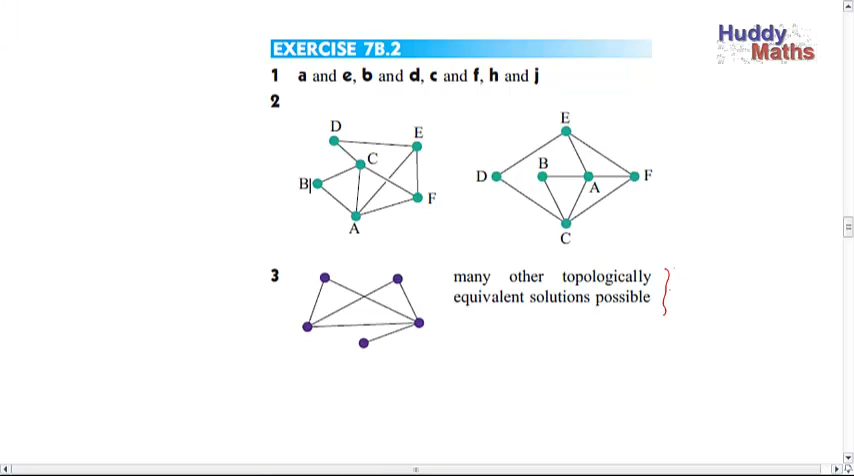 Huddy
Maths
EXERCISE 7B.2
1 a and e, b and d, c and f, h and j
2
D
E
C
B
F
A
E
B
D
F
A
C
3
many other topologically
equivalent solutions possible